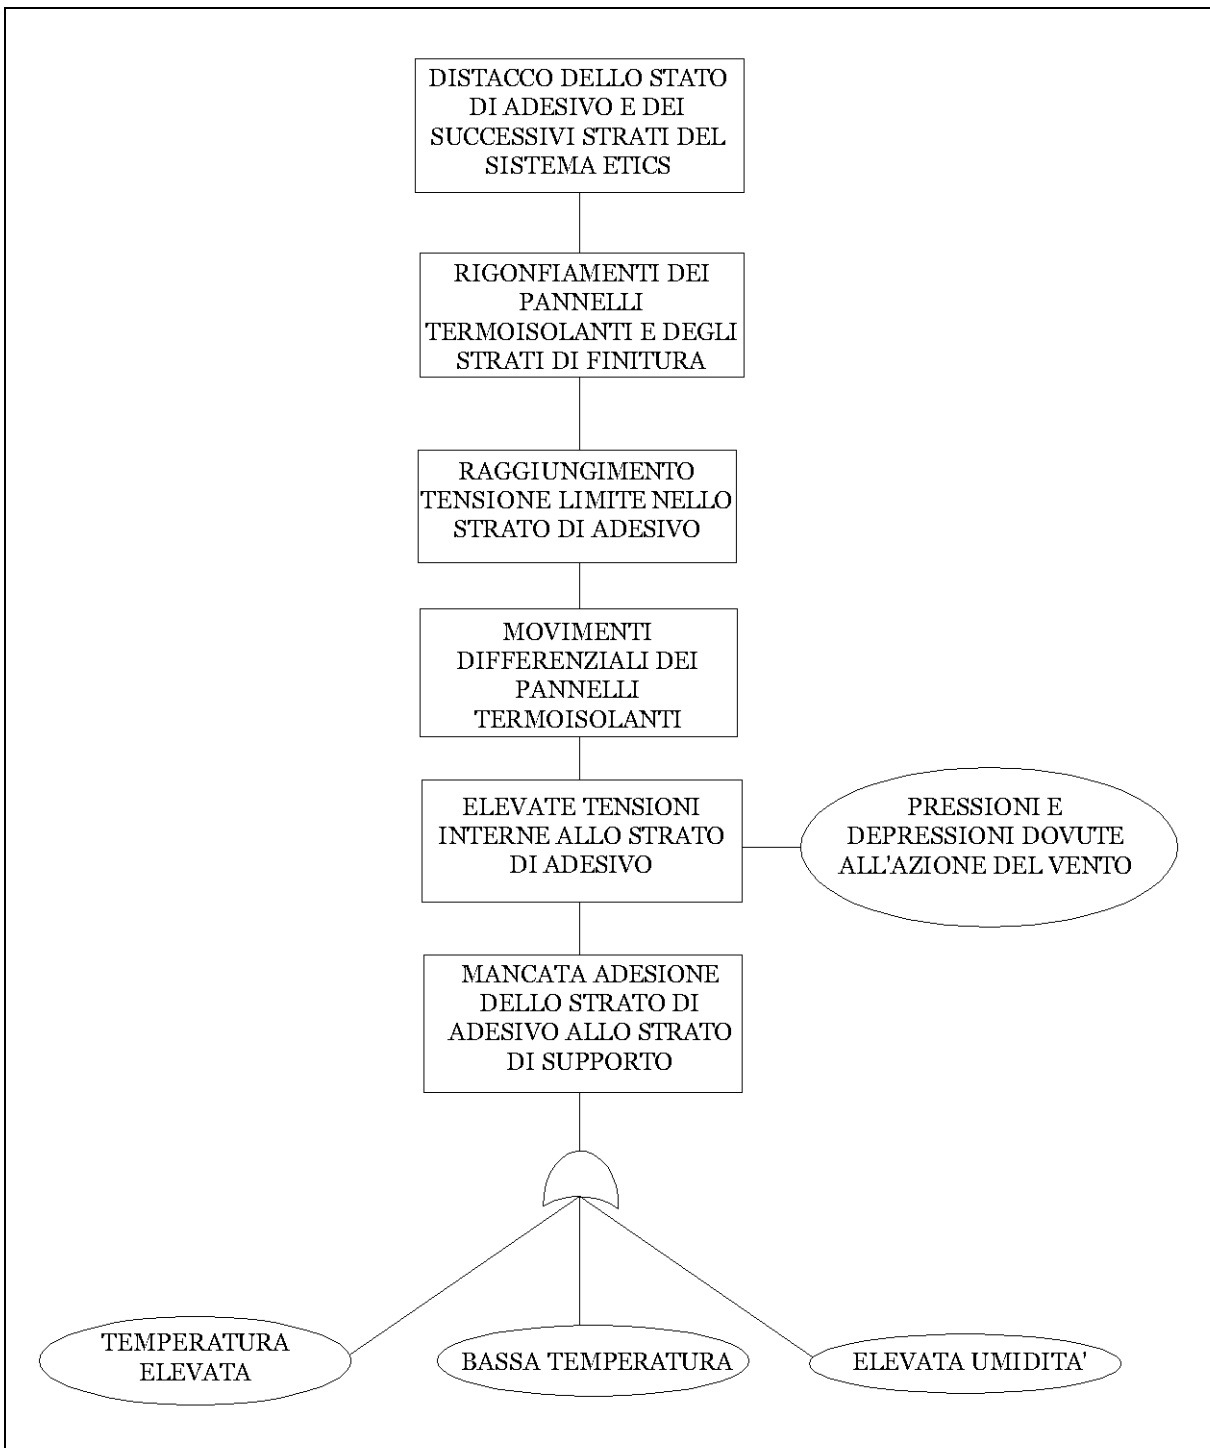 DISTACCO DELLO STATO
DI ADESIVO E DEI
SUCCESSIVI STRATI DEL
SISTEMA ETICS
RIGONFIAMENTI DEI
PANNELLI
TERMOISOLANTI E DEGLI
STRATI DI FINITURA
RAGGIUNGIMENTO
TENSIONE LIMITE NELLO
STRATO DI ADESIVO
MOVIMENTI
DIFFERENZIALI DEI
PANNELLI
TERMOISOLANTI
ELEVATE TENSIONI
INTERNE ALLO STRATO
DI ADESIVO
PRESSIONI E
DEPRESSIONI DOVUTE
ALL'AZIONE DEL VENTO
MANCATA ADESIONE
DELLO STRATO DI
ADESIVO ALLO STRATO
DI SUPPORTO
TEMPERATURA
ELEVATA
BASSA TEMPERATURA
ELEVATA UMIDITA'